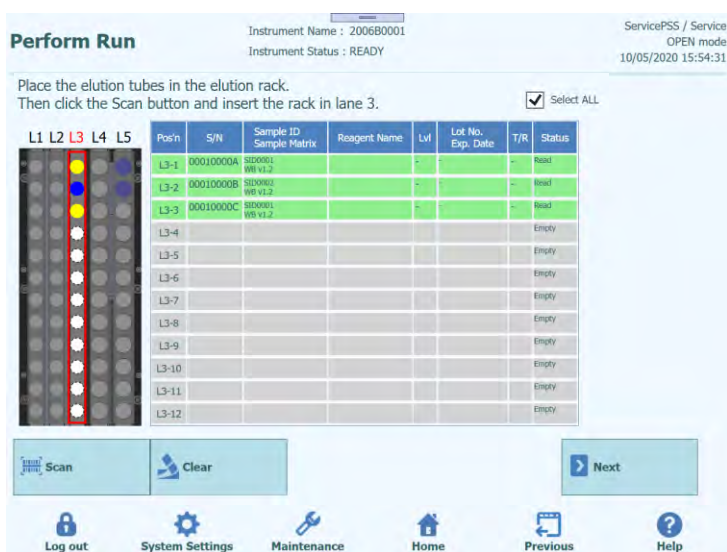 Perform Run
Instrument Name : 2006B0001
Instrument Status : READY
ServicePSS / Service
OPEN mode
10/05/2020 15:54:31
Place the elution tubes in the elution rack.
Then click the Scan button and insert the rack in lane 3.
Select ALL
L1 L2 L3 L4 L5
Pos'n S/N Sample ID Sample Matrix Reagent Name Lvl Lot No. Exp. Date T/R Status
L3-1 00010000A SID0001 WB v1.2 - - - Read
L3-2 00010000B SID0002 WB v1.2 - - - Read
L3-3 00010000C SID0001 WB v1.2 - - - Read
L3-4 Empty
L3-5 Empty
L3-6 Empty
L3-7 Empty
L3-8 Empty
L3-9 Empty
L3-10 Empty
L3-11 Empty
L3-12 Empty
Scan
Clear
Next
Log out
System Settings
Maintenance
Home
Previous
Help